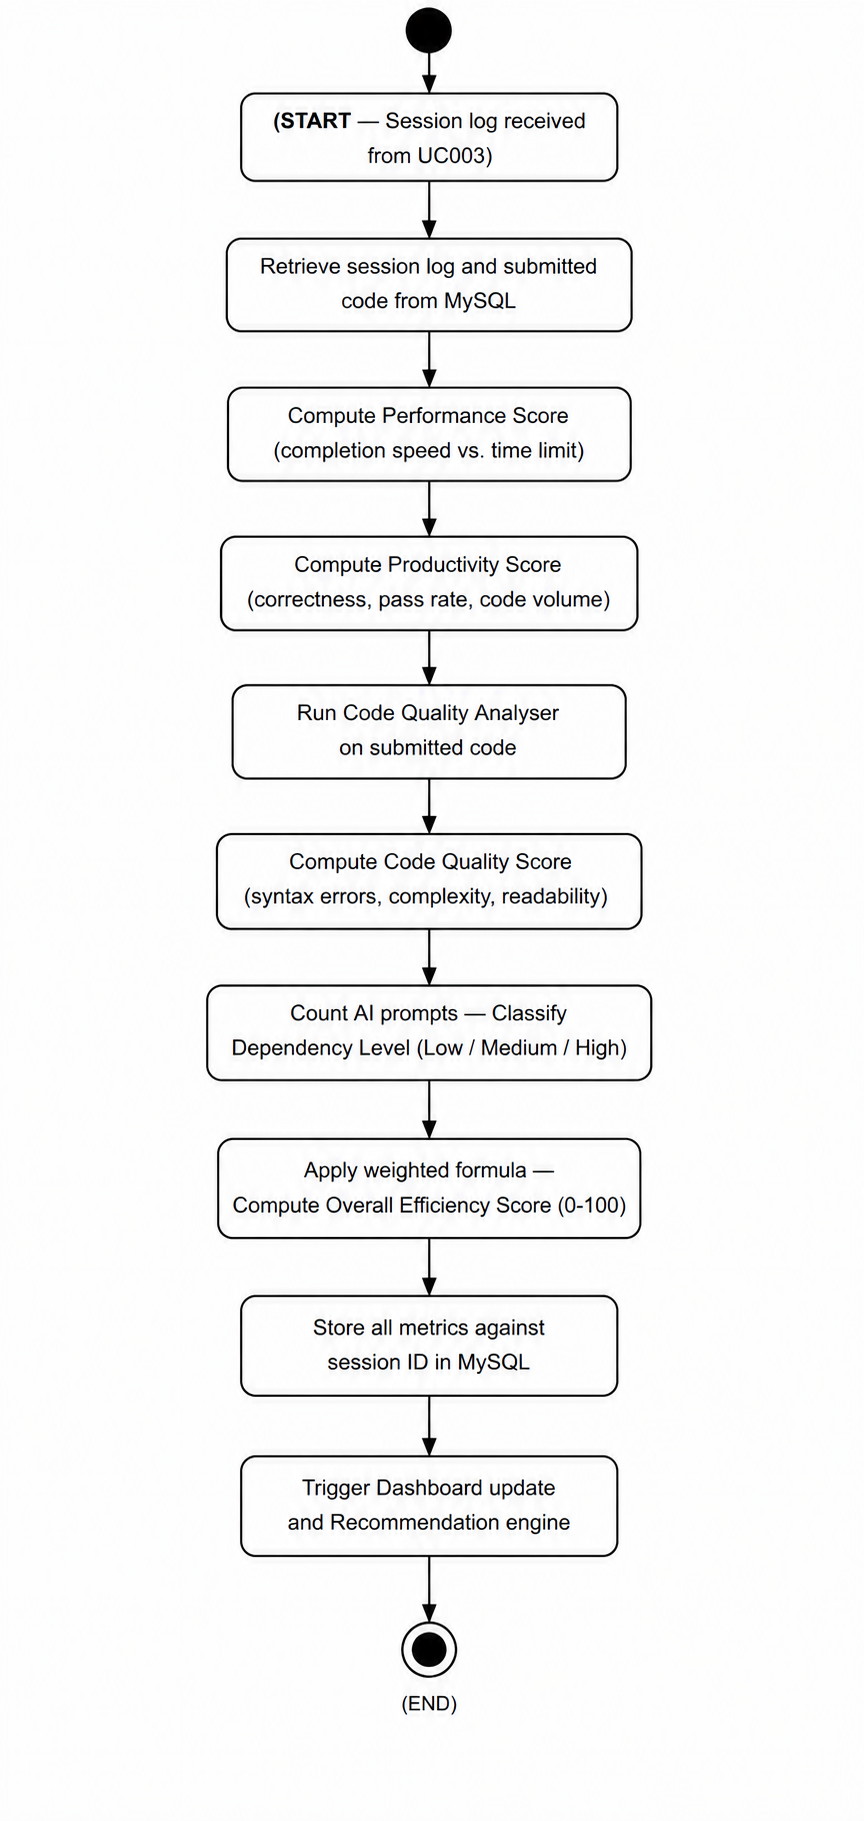 (START — Session log received
from UC003)
Retrieve session log and submitted
code from MySQL
Compute Performance Score
(completion speed vs. time limit)
Compute Productivity Score
(correctness, pass rate, code volume)
Run Code Quality Analyser
on submitted code
Compute Code Quality Score
(syntax errors, complexity, readability)
Count AI prompts — Classify
Dependency Level (Low / Medium / High)
Apply weighted formula —
Compute Overall Efficiency Score (0-100)
Store all metrics against
session ID in MySQL
Trigger Dashboard update
and Recommendation engine
(END)